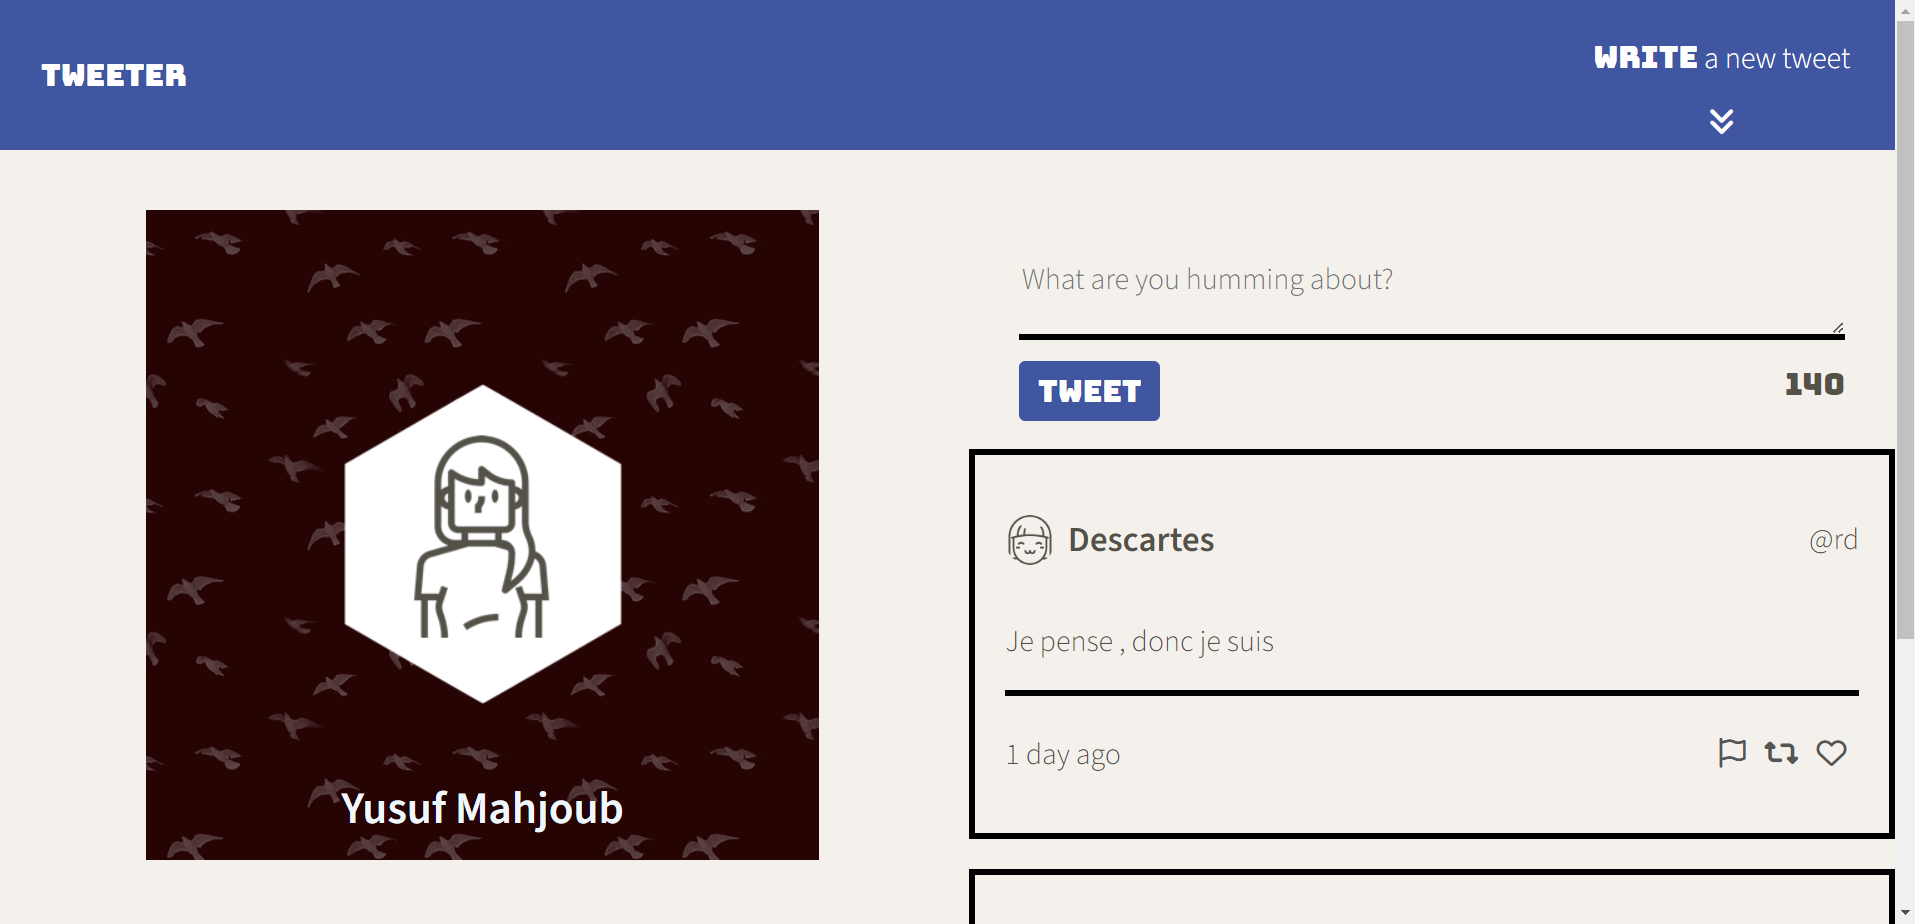 TWEETER
WRITE a new tweet
What are you humming about?
TWEET
140
Descartes
@rd
Je pense , donc je suis
1 day ago
Yusuf Mahjoub